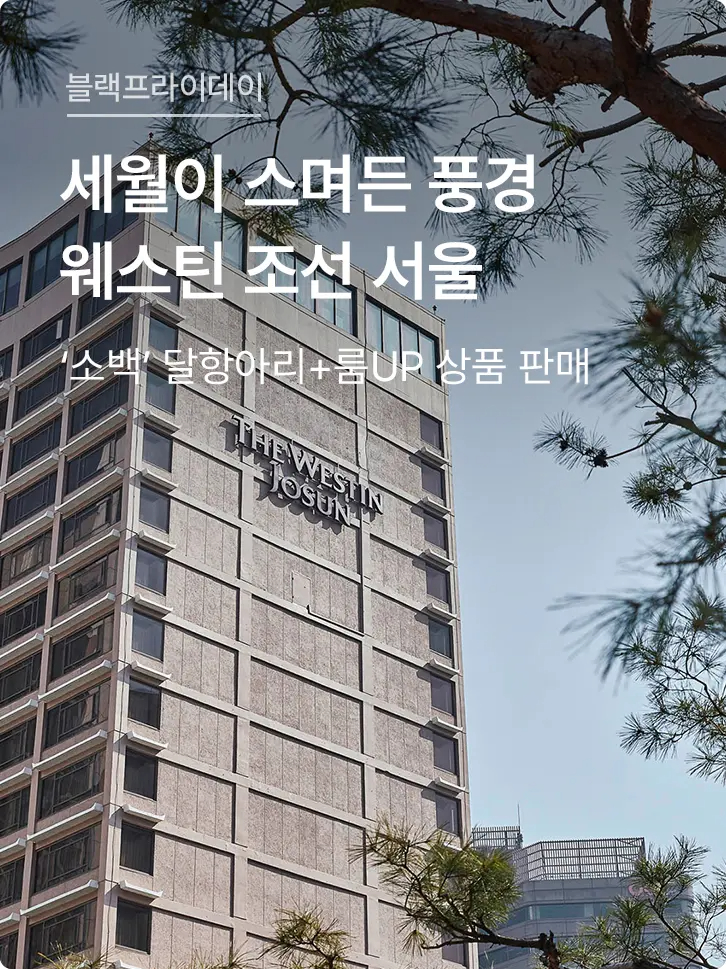 블랙프라이데이
세월이 스며든 풍경
웨스틴 조선 서울
‘소백’ 달항아리+룸UP 상품 판매
THE WESTIN
JOSUN